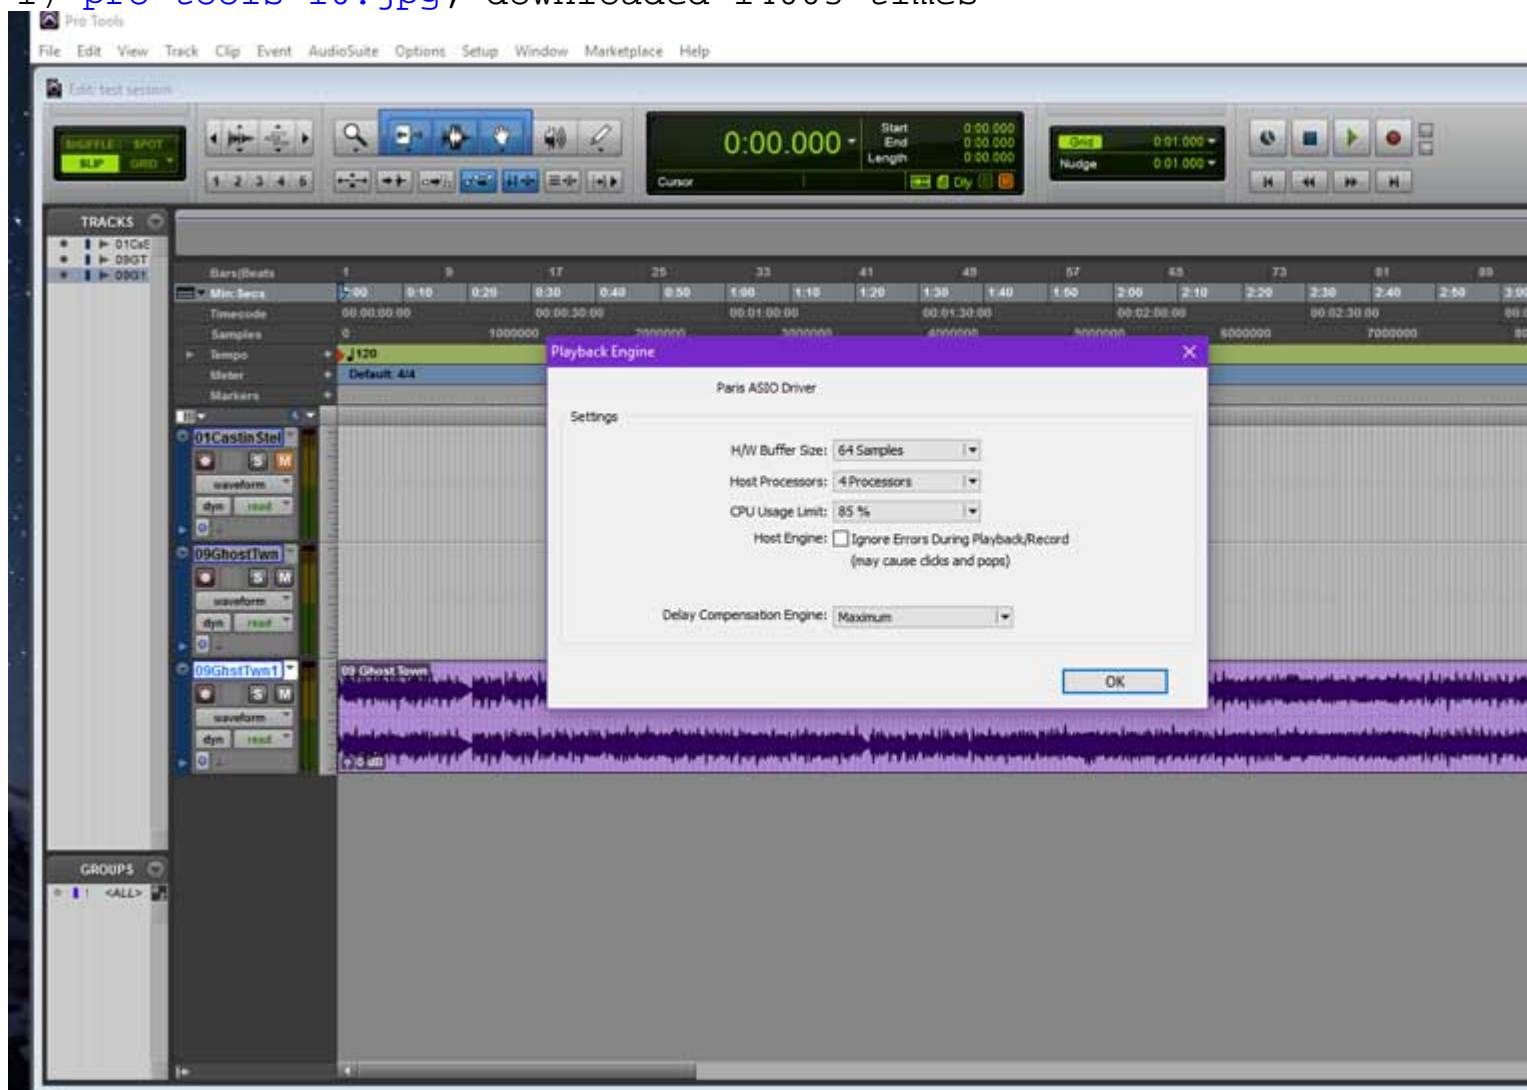 1) pro-tools-10.jpg, downloaded 14003 times
Pro Tools
File Edit View Track Clip Event AudioSuite Options Setup Window Marketplace Help
Edit: test session
SHUFFLE SPOT
SLIP GRID
1 2 3 4 5
0:00.000
Start 0:00.000
End 0:00.000
Length 0:00.000
Cursor
Dly
Grid 0:01.000
Nudge 0:01.000
TRACKS
01CsS
09GT
09GT
Bars|Beats 1 9 17 25 33 41 49 57 65 73 81 89
Min:Secs 0:00 0:10 0:20 0:30 0:40 0:50 1:00 1:10 1:20 1:30 1:40 1:50 2:00 2:10 2:20 2:30 2:40 2:50 3:00
Timecode 00:00:00:00 00:00:30:00 00:01:00:00 00:01:30:00 00:02:00:00 00:02:30:00
Samples 0 1000000 2000000 3000000 4000000 5000000 6000000 7000000
Tempo 120
Meter Default: 4/4
Markers
Playback Engine
Paris ASIO Driver
Settings
H/W Buffer Size: 64 Samples
Host Processors: 4 Processors
CPU Usage Limit: 85 %
Host Engine: Ignore Errors During Playback/Record
(may cause clicks and pops)
Delay Compensation Engine: Maximum
OK
01CastinStel
S M
waveform
dyn read
09GhostTwn
S M
waveform
dyn read
09GhstTwn1
S M
waveform
dyn read
09 Ghost Town
0 dB
GROUPS
! <ALL>